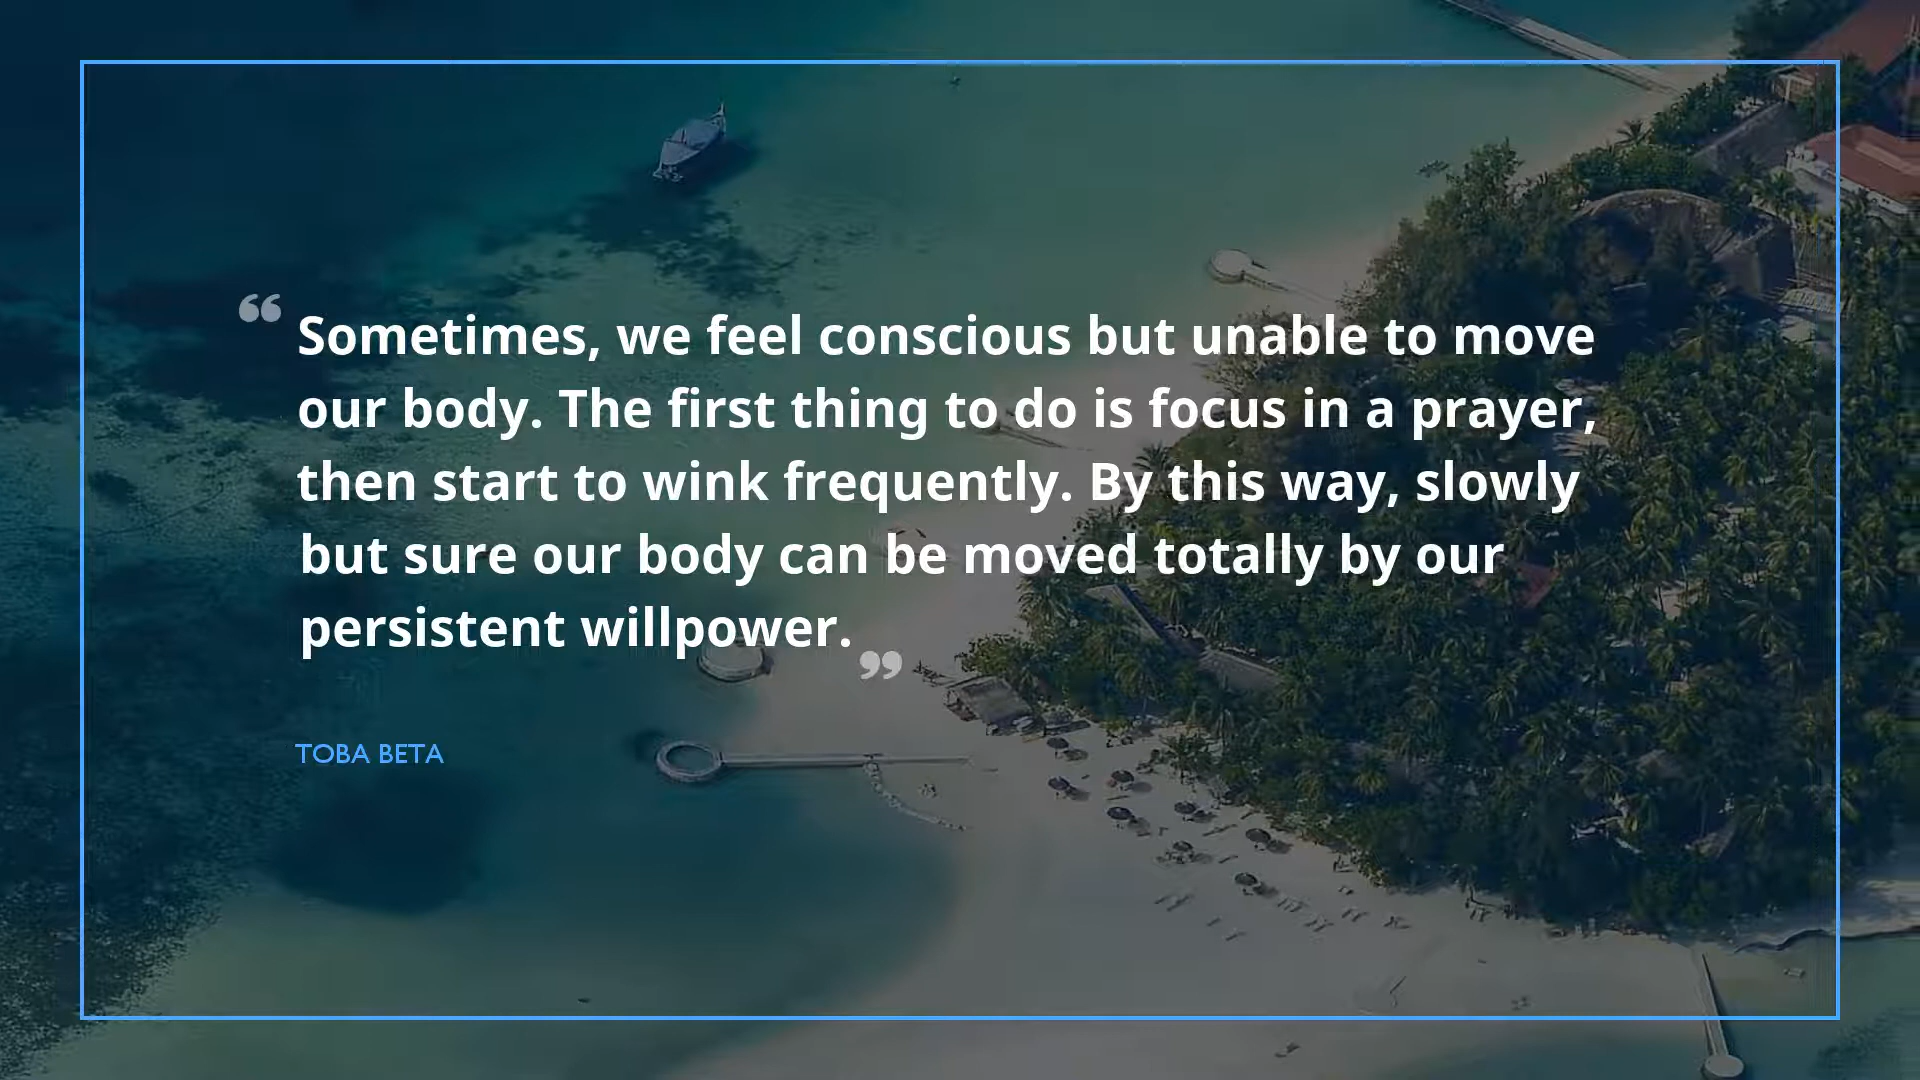 “Sometimes, we feel conscious but unable to move
our body. The first thing to do is focus in a prayer,
then start to wink frequently. By this way, slowly
but sure our body can be moved totally by our
persistent willpower.”
TOBA BETA